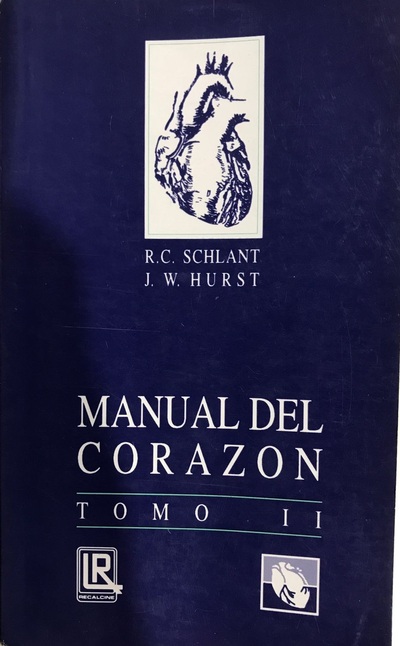 R.C. SCHLANT
J. W. HURST
MANUAL DEL
CORAZON
TOMO II
LR
RECALCINE